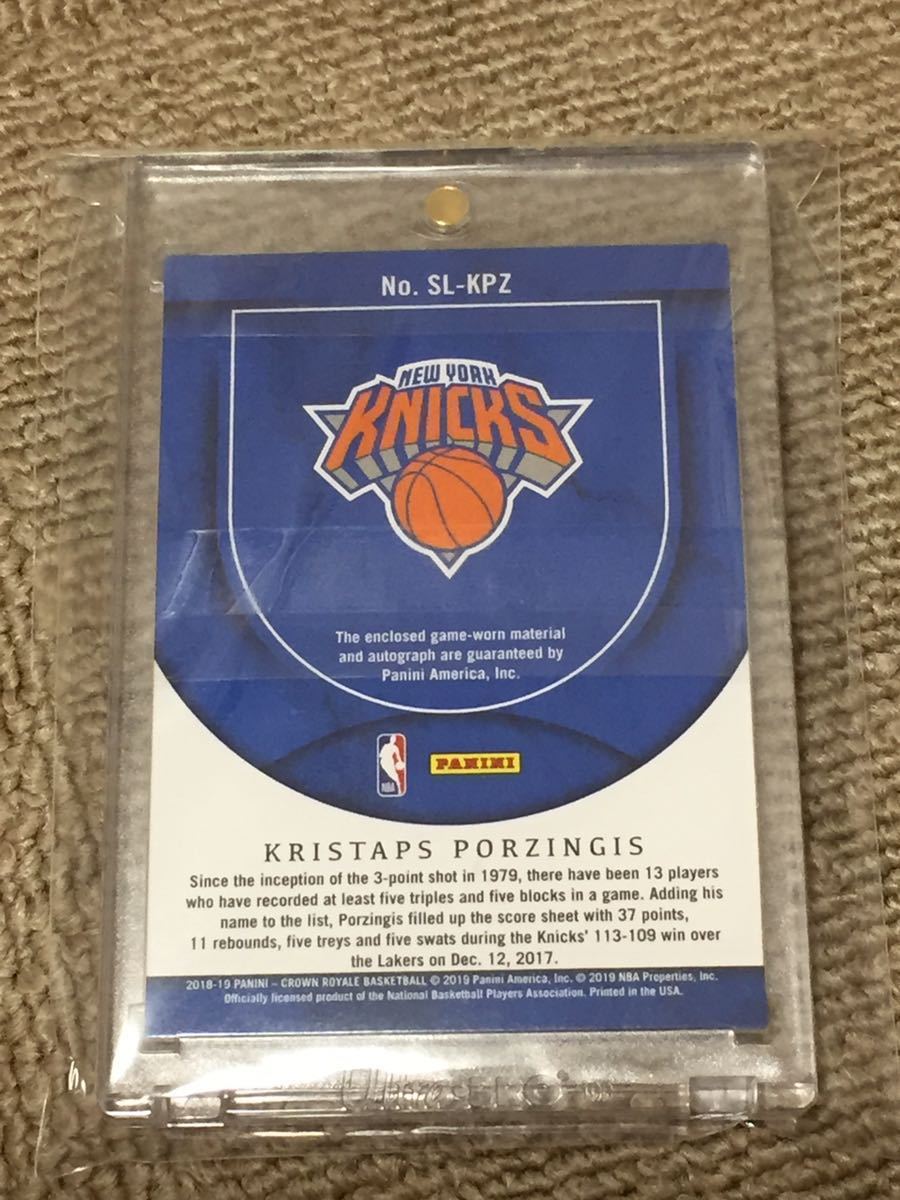 No. SL-KPZ
NEW YORK
KNICKS
The enclosed game-worn material
and autograph are guaranteed by
Panini America, Inc.
NBA
PANINI
KRISTAPS PORZINGIS
Since the inception of the 3-point shot in 1979, there have been 13 players
who have recorded at least five triples and five blocks in a game. Adding his
name to the list, Porzingis filled up the score sheet with 37 points,
11 rebounds, five treys and five swats during the Knicks' 113-109 win over
the Lakers on Dec. 12, 2017.
2018-19 PANINI – CROWN ROYALE BASKETBALL © 2019 Panini America, Inc. © 2019 NBA Properties, Inc.
Officially licensed product of the National Basketball Players Association. Printed in the USA.